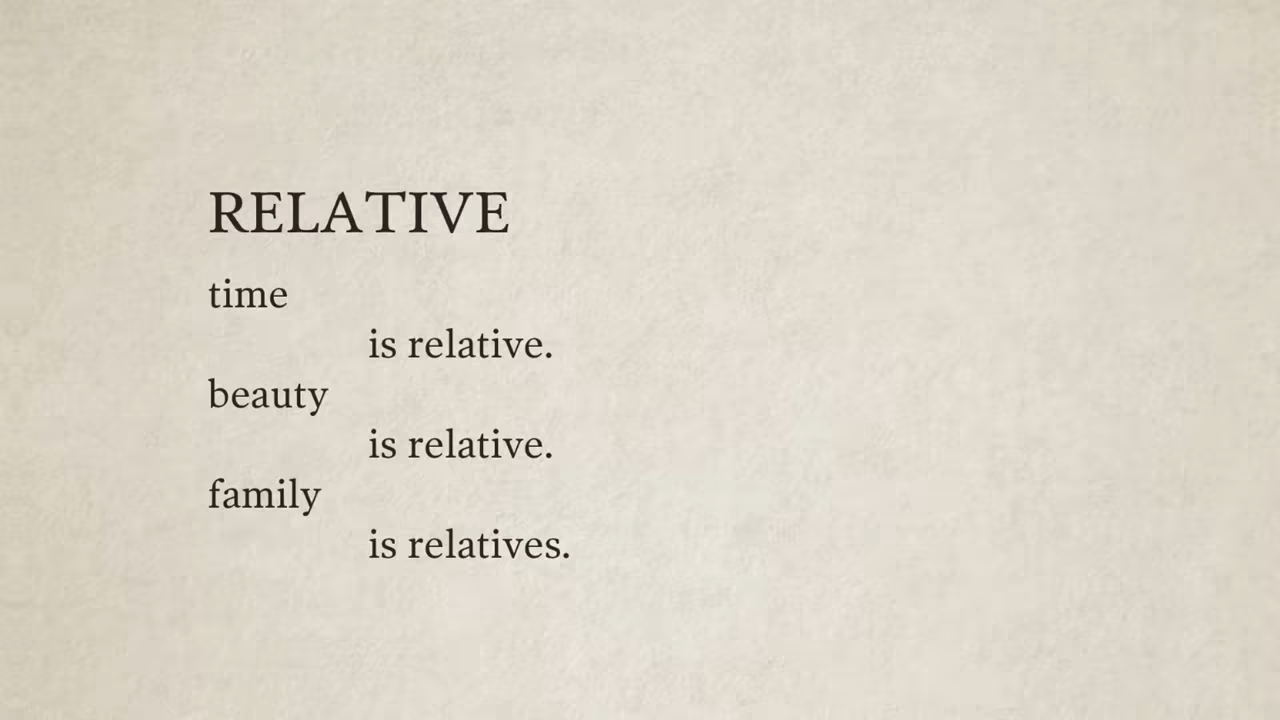 RELATIVE
time
is relative.
beauty
is relative.
family
is relatives.